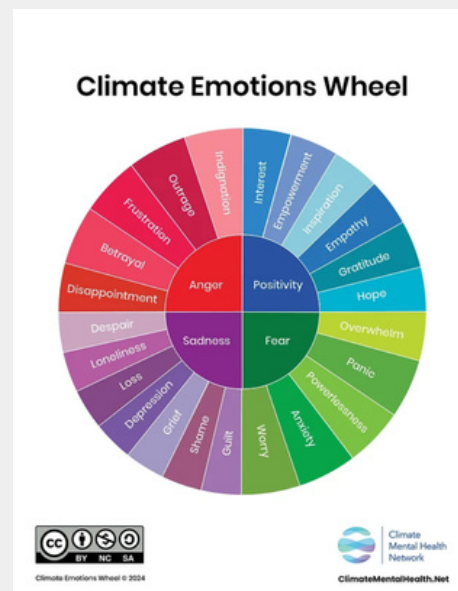 Climate Emotions Wheel
Indignation
Interest
Outrage
Empowerment
Frustration
Inspiration
Betrayal
Empathy
Disappointment
Gratitude
Hope
Anger
Positivity
Sadness
Fear
Despair
Overwhelm
Loneliness
Panic
Loss
Powerlessness
Depression
Anxiety
Grief
Worry
Shame
Guilt
cc
BY NC SA
Climate Emotions Wheel © 2024
Climate
Mental Health
Network
ClimateMentalHealth.Net